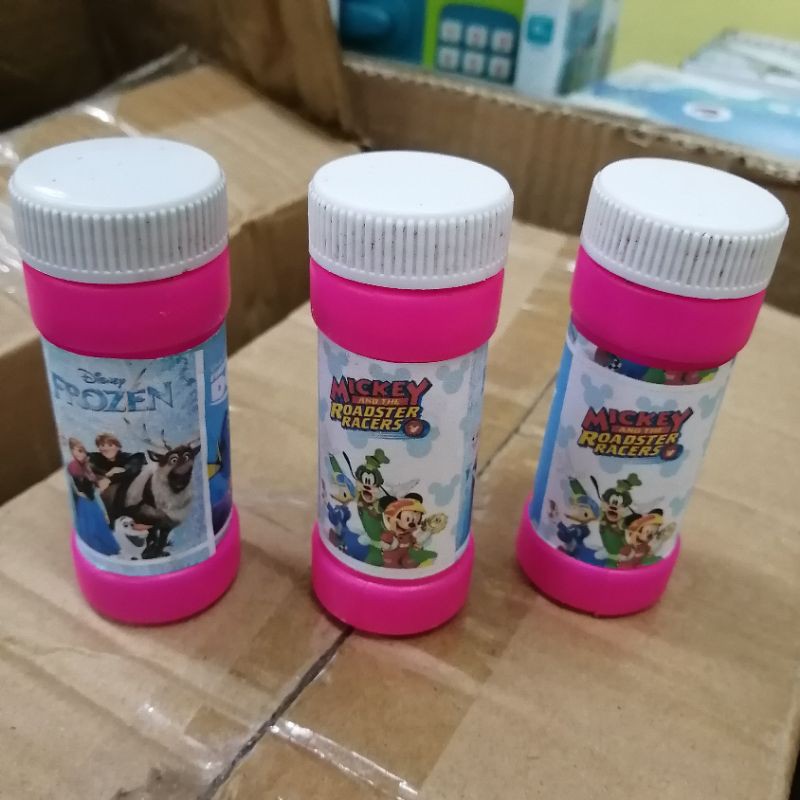 Disney
FROZEN
D
MICKEY
AND THE
ROADSTER
RACERS
MICKEY
AND THE
ROADSTER
RACERS